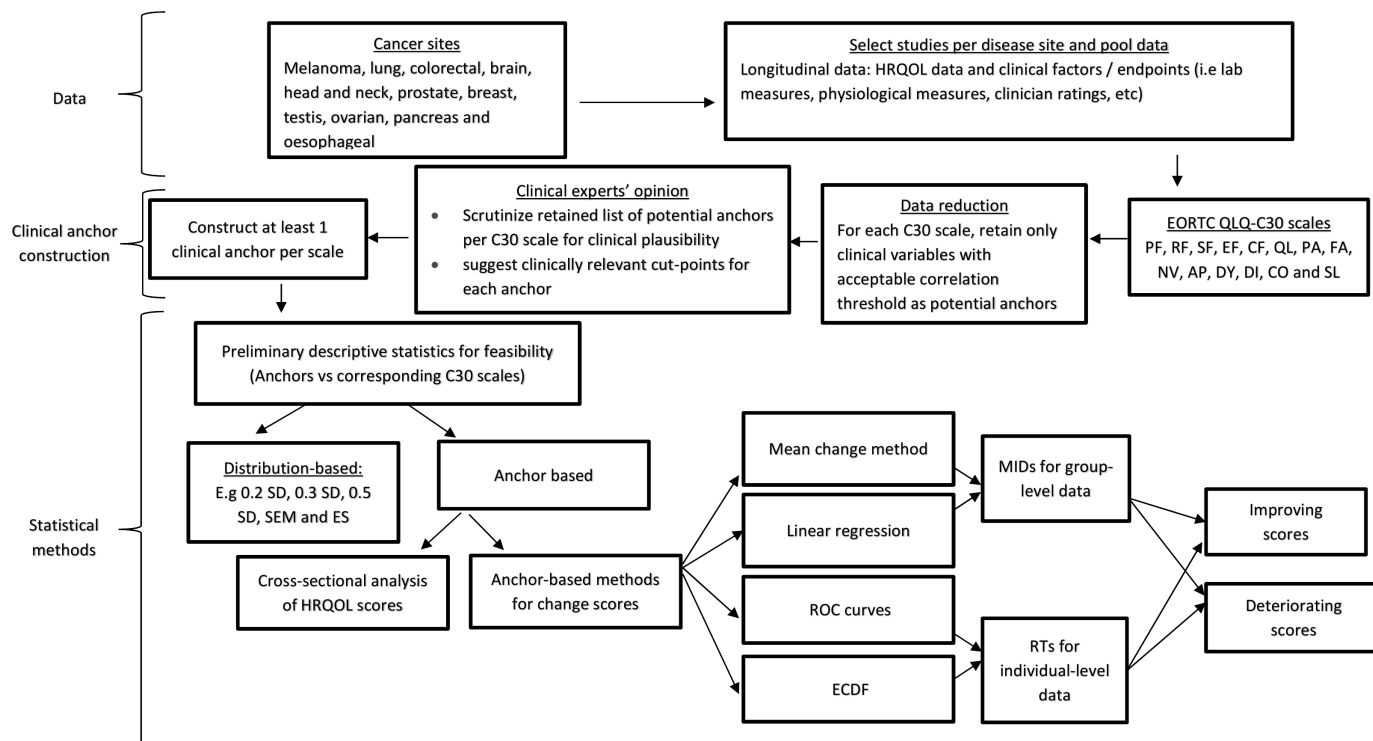 Data
Cancer sites
Melanoma, lung, colorectal, brain,
head and neck, prostate, breast,
testis, ovarian, pancreas and
oesophageal
Select studies per disease site and pool data
Longitudinal data: HRQOL data and clinical factors / endpoints (i.e lab
measures, physiological measures, clinician ratings, etc)
Clinical anchor
construction
Construct at least 1
clinical anchor per scale
Clinical experts’ opinion
• Scrutinize retained list of potential anchors
per C30 scale for clinical plausibility
• suggest clinically relevant cut-points for
each anchor
Data reduction
For each C30 scale, retain only
clinical variables with
acceptable correlation
threshold as potential anchors
EORTC QLQ-C30 scales
PF, RF, SF, EF, CF, QL, PA, FA,
NV, AP, DY, DI, CO and SL
Statistical
methods
Preliminary descriptive statistics for feasibility
(Anchors vs corresponding C30 scales)
Distribution-based:
E.g 0.2 SD, 0.3 SD, 0.5
SD, SEM and ES
Anchor based
Cross-sectional analysis
of HRQOL scores
Anchor-based methods
for change scores
Mean change method
Linear regression
ROC curves
ECDF
MIDs for group-
level data
RTs for
individual-level
data
Improving
scores
Deteriorating
scores